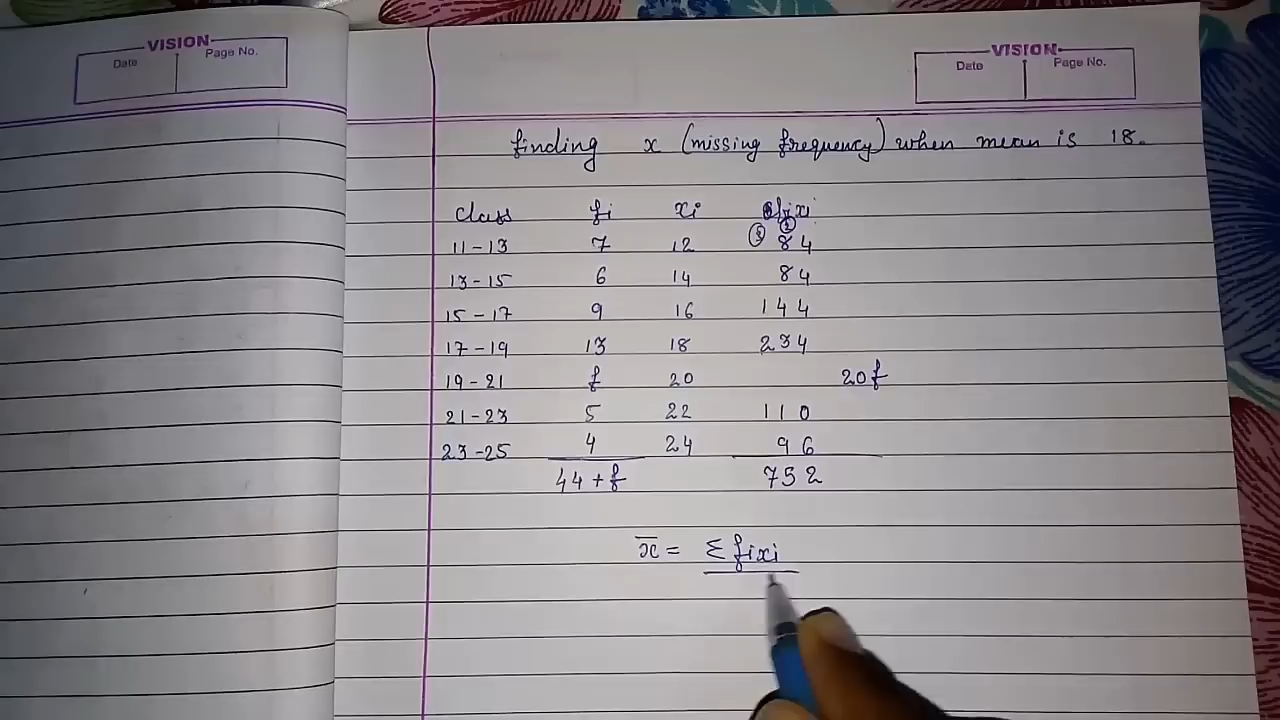 VISION
Date Page No.
VISION
Date Page No.
finding x (missing frequency) when mean is 18.
class fi xi fixi
11-13 7 12 84
13-15 6 14 84
15-17 9 16 144
17-19 13 18 234
19-21 f 20 20f
21-23 5 22 110
23-25 4 24 96
44+f 752
x̄ = Σfixi